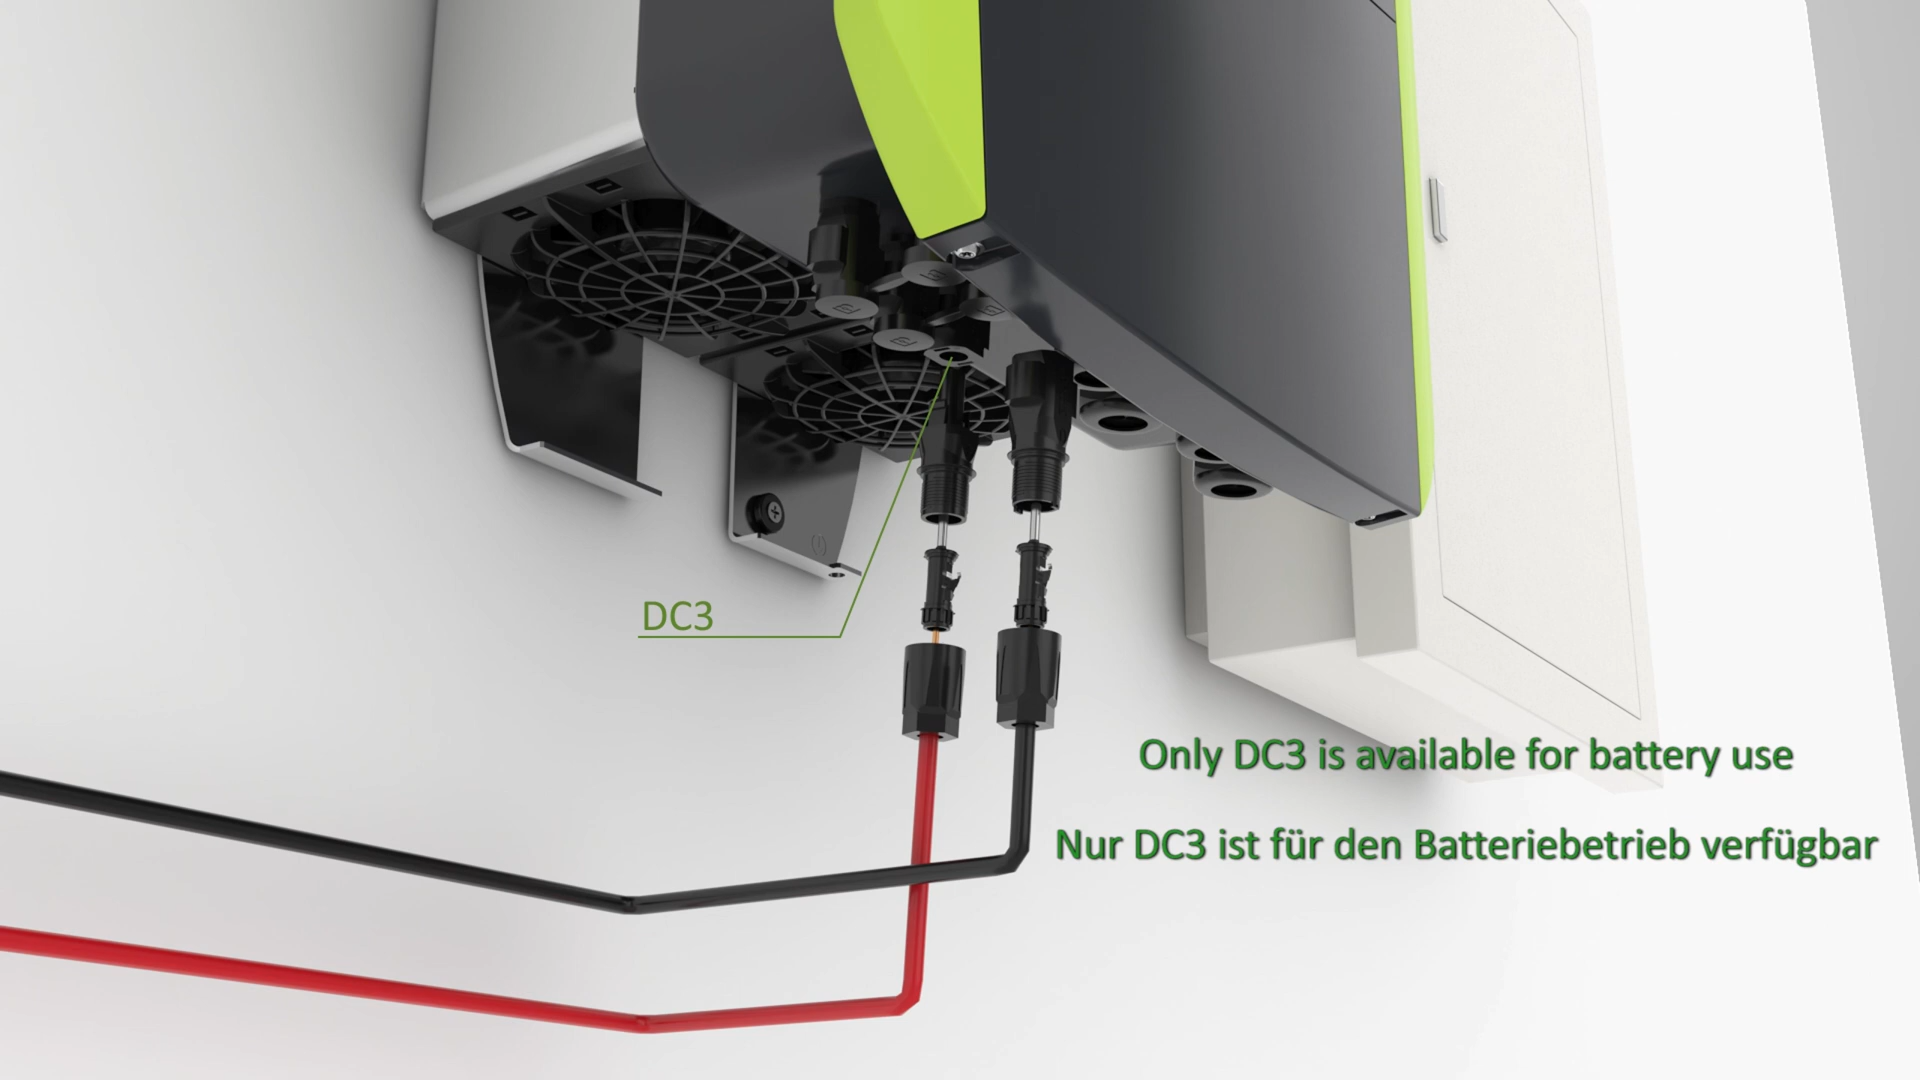 DC3
Only DC3 is available for battery use
Nur DC3 ist für den Batteriebetrieb verfügbar